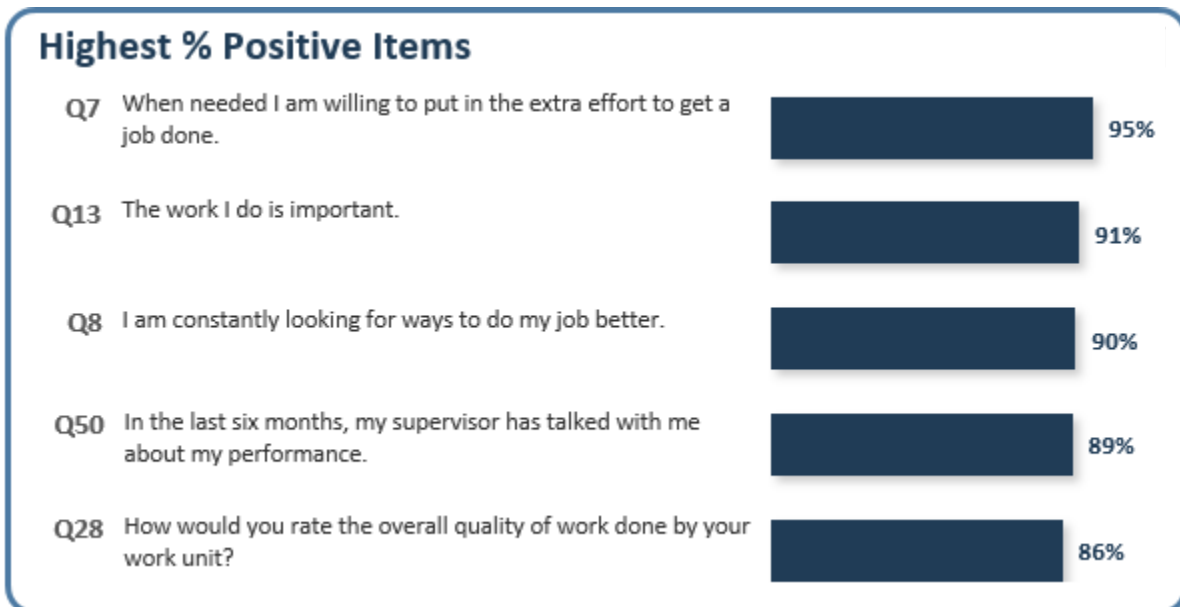 Highest % Positive Items
Q7 When needed I am willing to put in the extra effort to get a
job done.
95%
Q13 The work I do is important.
91%
Q8 I am constantly looking for ways to do my job better.
90%
Q50 In the last six months, my supervisor has talked with me
about my performance.
89%
Q28 How would you rate the overall quality of work done by your
work unit?
86%